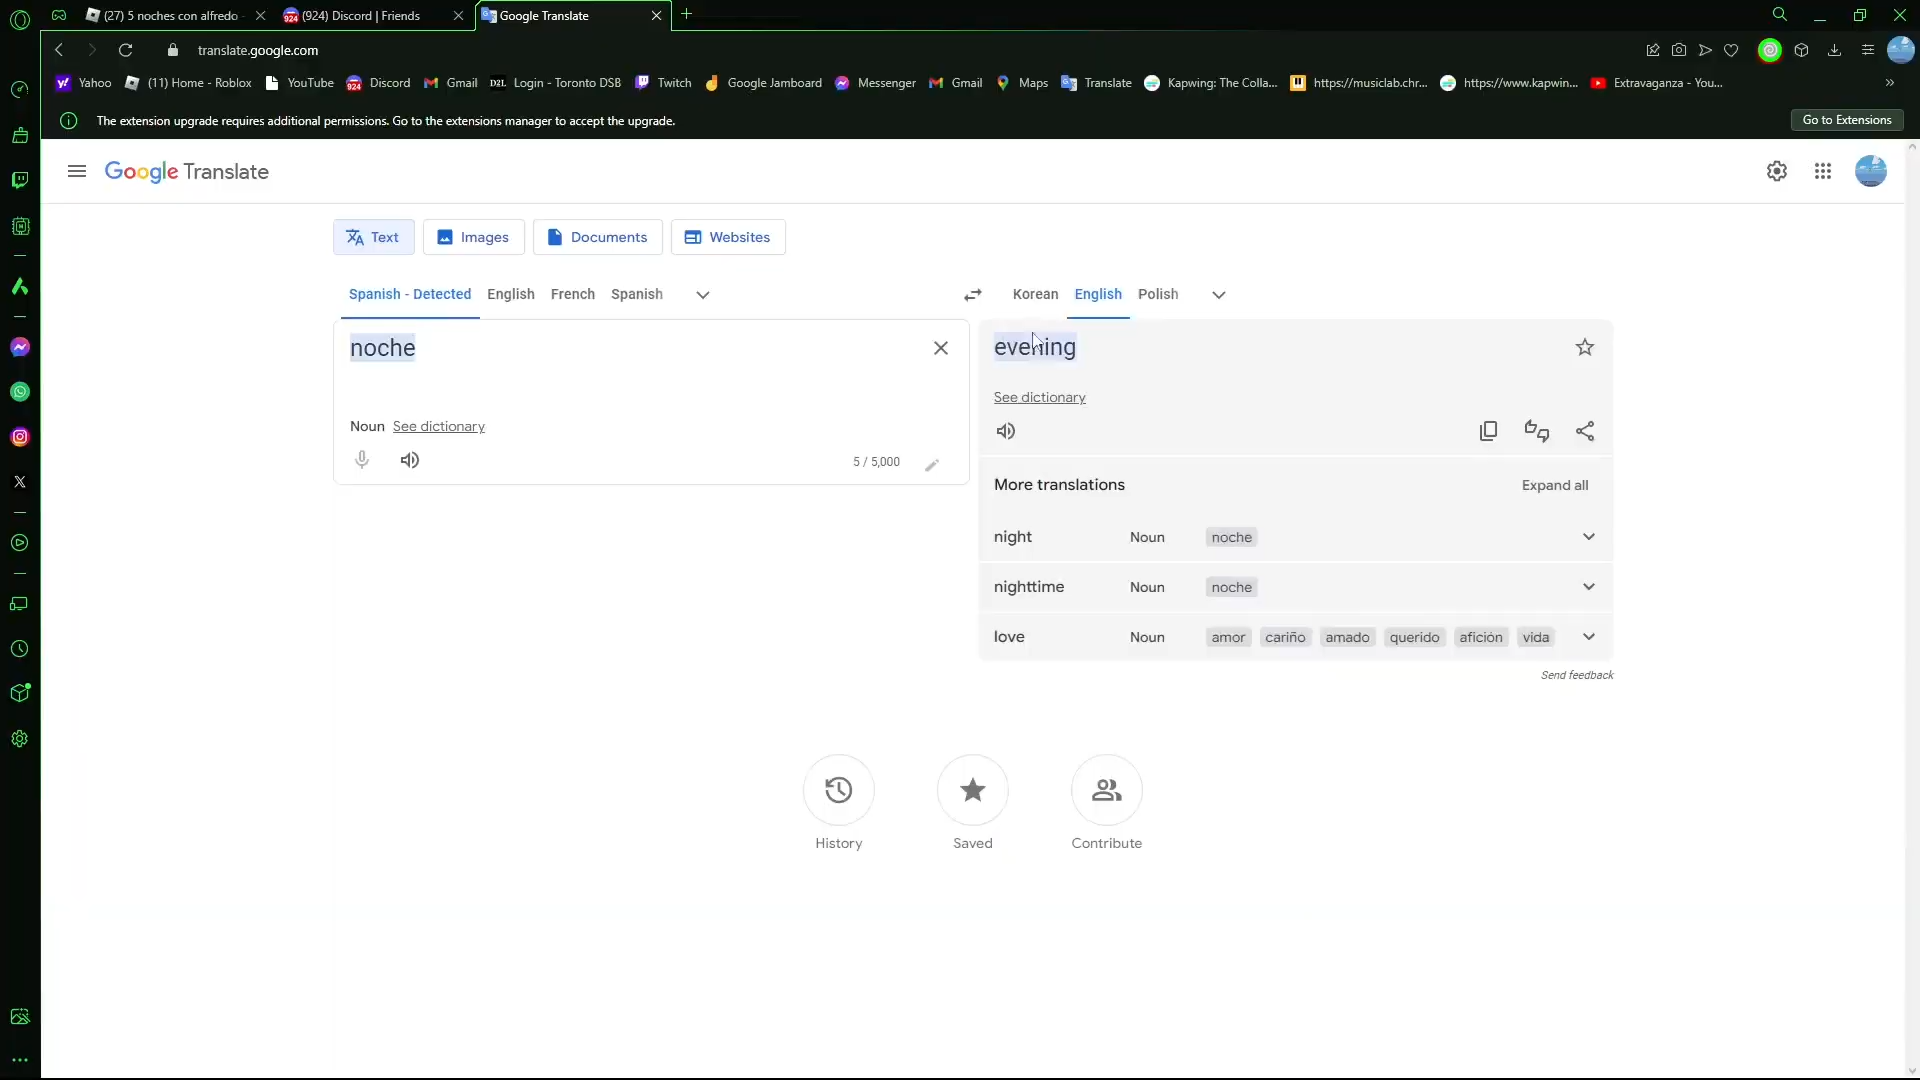 (27) 5 noches con alfredo
(924) Discord | Friends
Google Translate
translate.google.com
Yahoo
(11) Home - Roblox
YouTube
924 Discord
Gmail
D2L Login - Toronto DSB
Twitch
Google Jamboard
Messenger
Gmail
Maps
Translate
Kapwing: The Colla...
https://musiclab.chr...
https://www.kapwin...
Extravaganza - You...
The extension upgrade requires additional permissions. Go to the extensions manager to accept the upgrade.
Go to Extensions
Google Translate
Text
Images
Documents
Websites
Spanish - Detected
English
French
Spanish
Korean
English
Polish
noche
evening
See dictionary
Noun See dictionary
5 / 5,000
More translations
Expand all
night Noun noche
nighttime Noun noche
love Noun amor cariño amado querido afición vida
Send feedback
History
Saved
Contribute